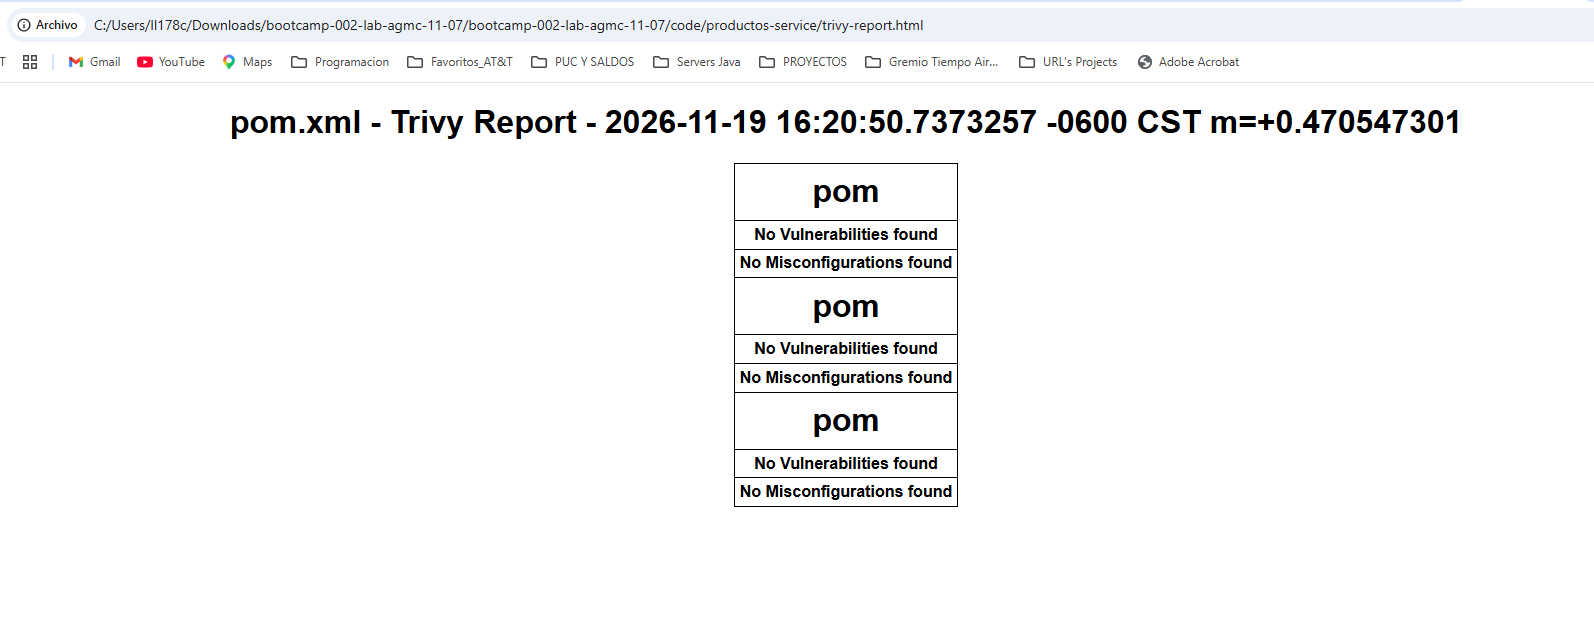 Archivo C:/Users/ll178c/Downloads/bootcamp-002-lab-agmc-11-07/bootcamp-002-lab-agmc-11-07/code/productos-service/trivy-report.html
T Gmail YouTube Maps Programacion Favoritos_AT&T PUC Y SALDOS Servers Java PROYECTOS Gremio Tiempo Air... URL's Projects Adobe Acrobat
pom.xml - Trivy Report - 2026-11-19 16:20:50.7373257 -0600 CST m=+0.470547301
pom
No Vulnerabilities found
No Misconfigurations found
pom
No Vulnerabilities found
No Misconfigurations found
pom
No Vulnerabilities found
No Misconfigurations found